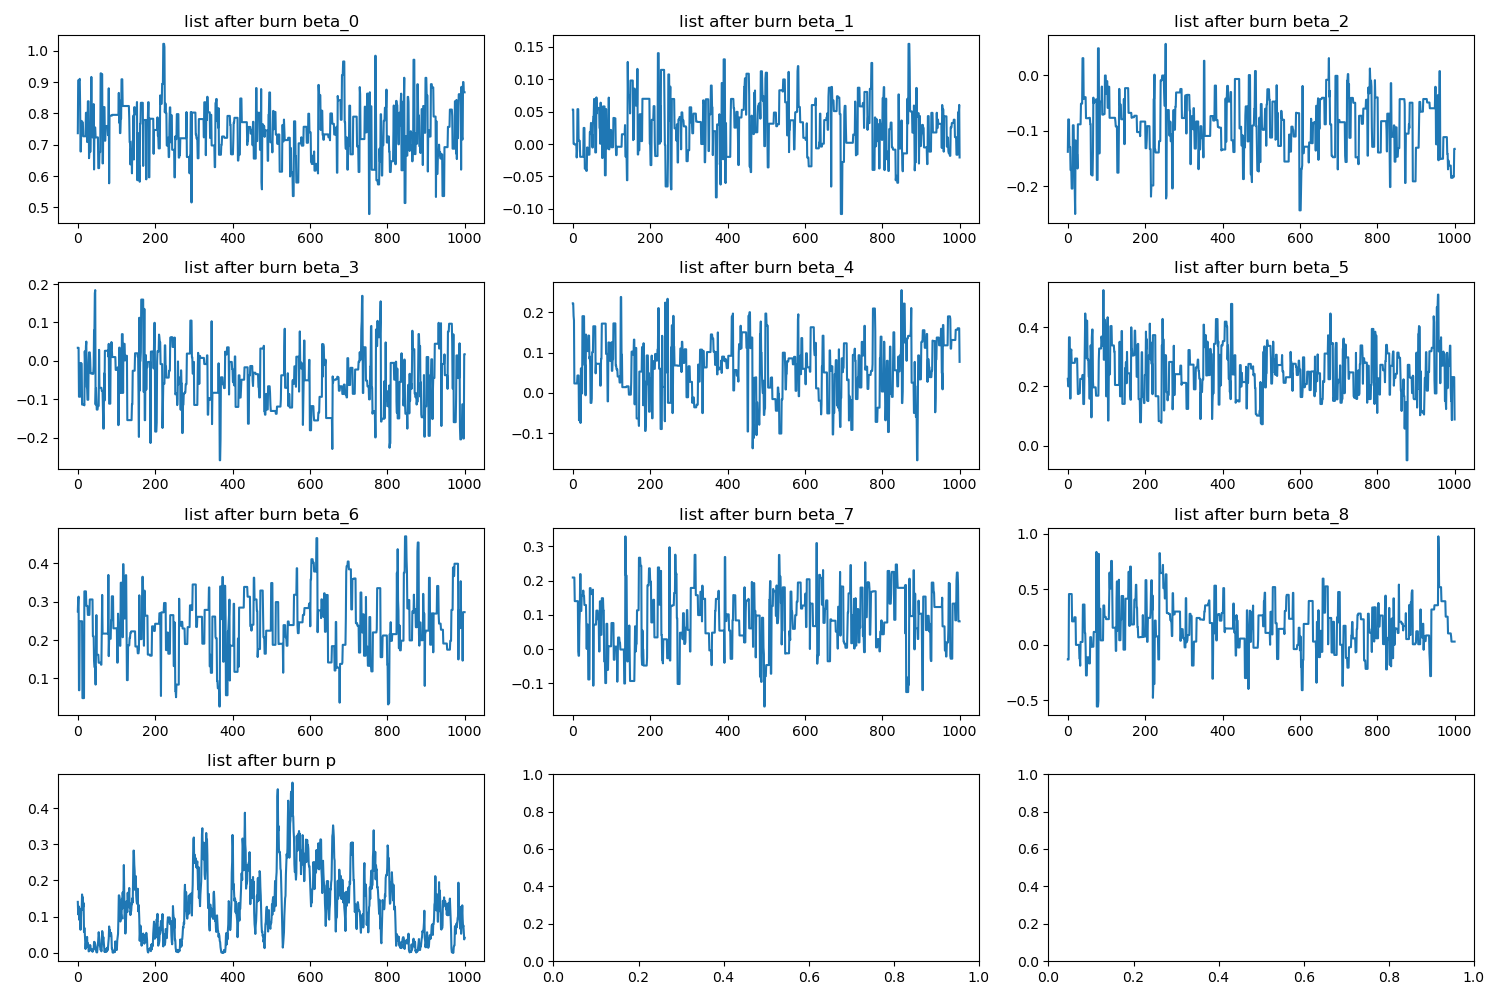 list after burn beta_0 list after burn beta_1 list after burn beta_2
1.0 0.15 0.0
0.9 0.10
0.8 0.05 −0.1
0.7 0.00
0.6 −0.05 −0.2
0.5 −0.10
0 200 400 600 800 1000 0 200 400 600 800 1000 0 200 400 600 800 1000
list after burn beta_3 list after burn beta_4 list after burn beta_5
0.2 0.2 0.4
0.1 0.1
0.0 0.0 0.2
−0.1 −0.1 0.0
−0.2
0 200 400 600 800 1000 0 200 400 600 800 1000 0 200 400 600 800 1000
list after burn beta_6 list after burn beta_7 list after burn beta_8
0.4 0.3 1.0
0.3 0.2 0.5
0.2 0.1 0.0
0.1 0.0 −0.5
−0.1
0 200 400 600 800 1000 0 200 400 600 800 1000 0 200 400 600 800 1000
list after burn p
0.4 1.0 1.0
0.3 0.8 0.8
0.2 0.6 0.6
0.1 0.4 0.4
0.0 0.2 0.2
0.0 0.0
0 200 400 600 800 1000 0.0 0.2 0.4 0.6 0.8 1.0 0.0 0.2 0.4 0.6 0.8 1.0